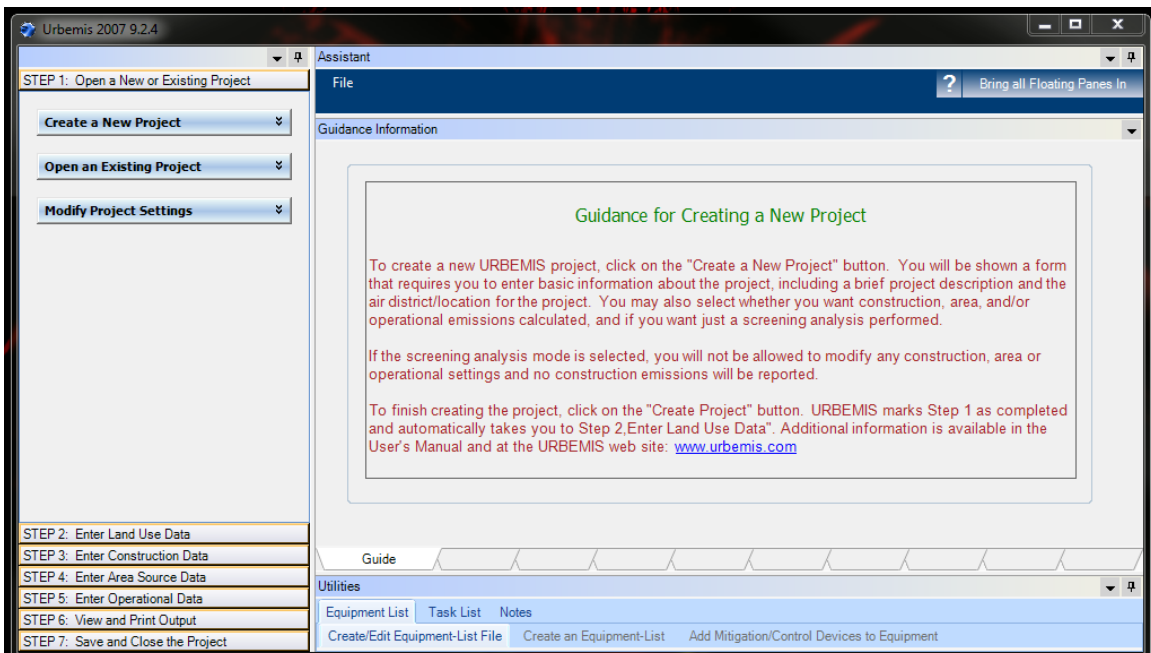 Urbemis 2007 9.2.4
STEP 1: Open a New or Existing Project
Create a New Project
Open an Existing Project
Modify Project Settings
STEP 2: Enter Land Use Data
STEP 3: Enter Construction Data
STEP 4: Enter Area Source Data
STEP 5: Enter Operational Data
STEP 6: View and Print Output
STEP 7: Save and Close the Project
Assistant
File
? Bring all Floating Panes In
Guidance Information
Guidance for Creating a New Project
To create a new URBEMIS project, click on the "Create a New Project" button. You will be shown a form
that requires you to enter basic information about the project, including a brief project description and the
air district/location for the project. You may also select whether you want construction, area, and/or
operational emissions calculated, and if you want just a screening analysis performed.
If the screening analysis mode is selected, you will not be allowed to modify any construction, area or
operational settings and no construction emissions will be reported.
To finish creating the project, click on the "Create Project" button. URBEMIS marks Step 1 as completed
and automatically takes you to Step 2,Enter Land Use Data". Additional information is available in the
User's Manual and at the URBEMIS web site: www.urbemis.com
Guide
Utilities
Equipment List Task List Notes
Create/Edit Equipment-List File Create an Equipment-List Add Mitigation/Control Devices to Equipment